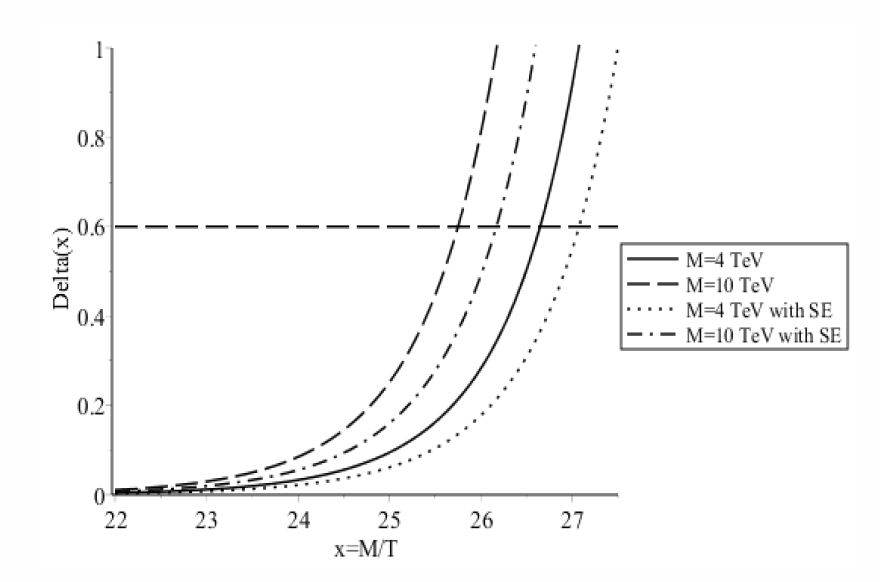 1
0.8
0.6
0.4
0.2
0
Delta(x)
22 23 24 25 26 27
x=M/T
M=4 TeV
M=10 TeV
M=4 TeV with SE
M=10 TeV with SE